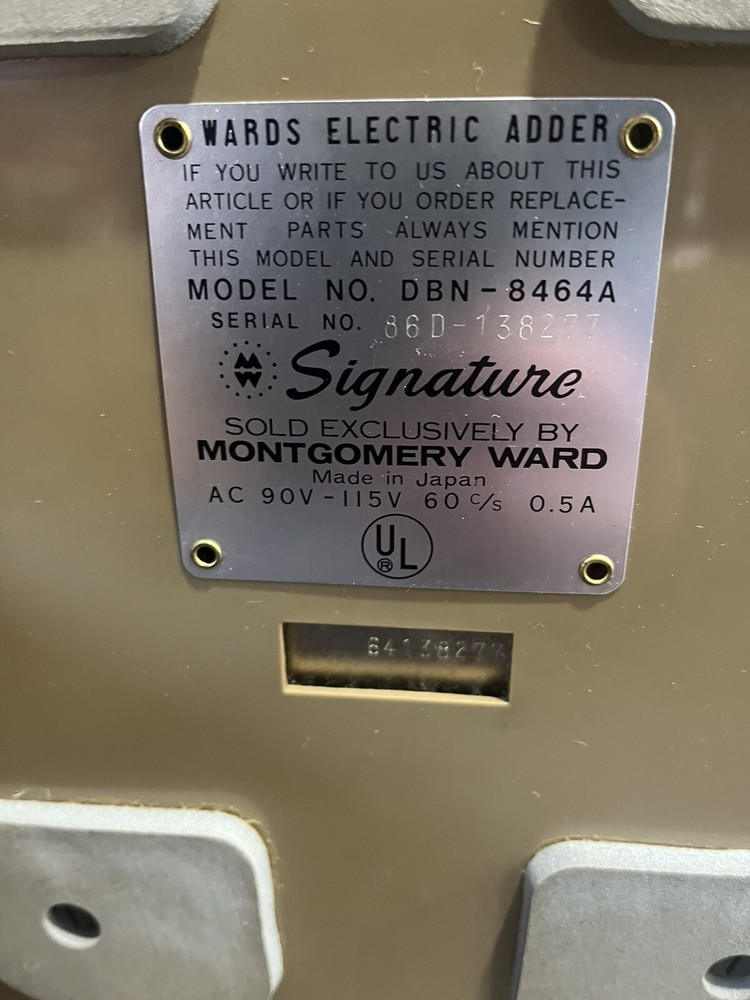 WARDS ELECTRIC ADDER
IF YOU WRITE TO US ABOUT THIS
ARTICLE OR IF YOU ORDER REPLACE-
MENT PARTS ALWAYS MENTION
THIS MODEL AND SERIAL NUMBER
MODEL NO. DBN-8464A
SERIAL NO. 86D-138277
MW Signature
SOLD EXCLUSIVELY BY
MONTGOMERY WARD
Made in Japan
AC 90V-115V 60 c/s 0.5A
UL
®